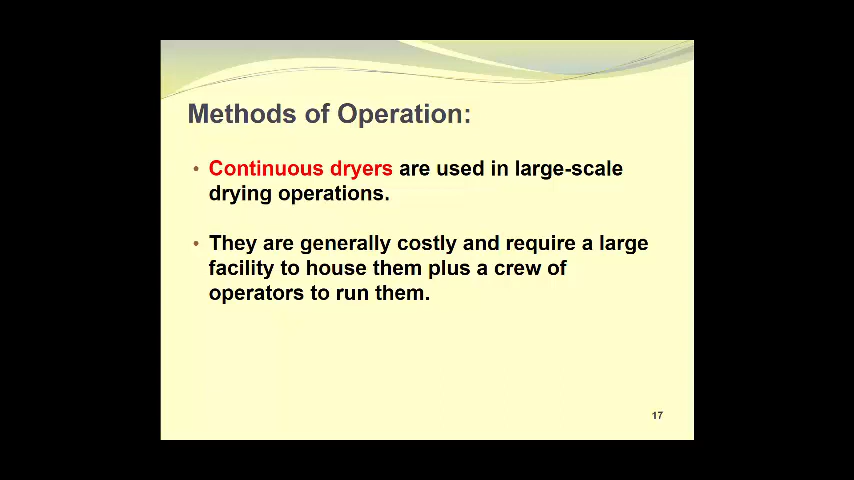 Methods of Operation:
• Continuous dryers are used in large-scale
drying operations.
• They are generally costly and require a large
facility to house them plus a crew of
operators to run them.
17